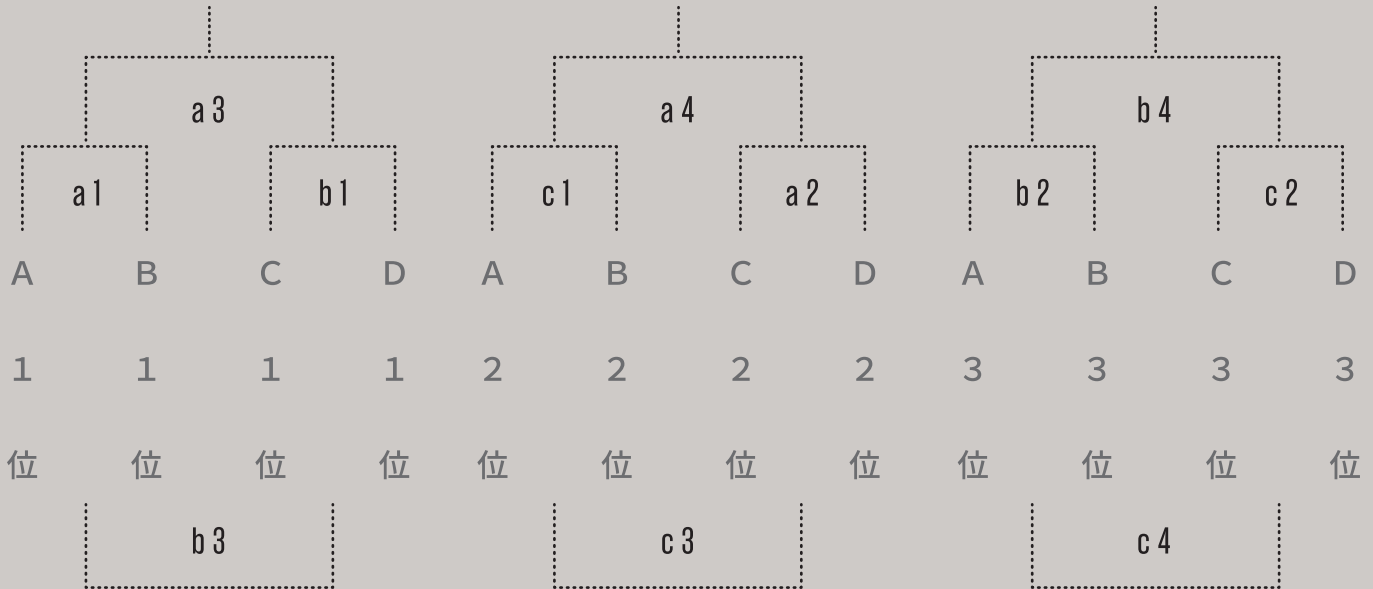 a3 a4 b4
a1 b1 c1 a2 b2 c2
A B C D A B C D A B C D
1 1 1 1 2 2 2 2 3 3 3 3
位 位 位 位 位 位 位 位 位 位 位 位
b3 c3 c4